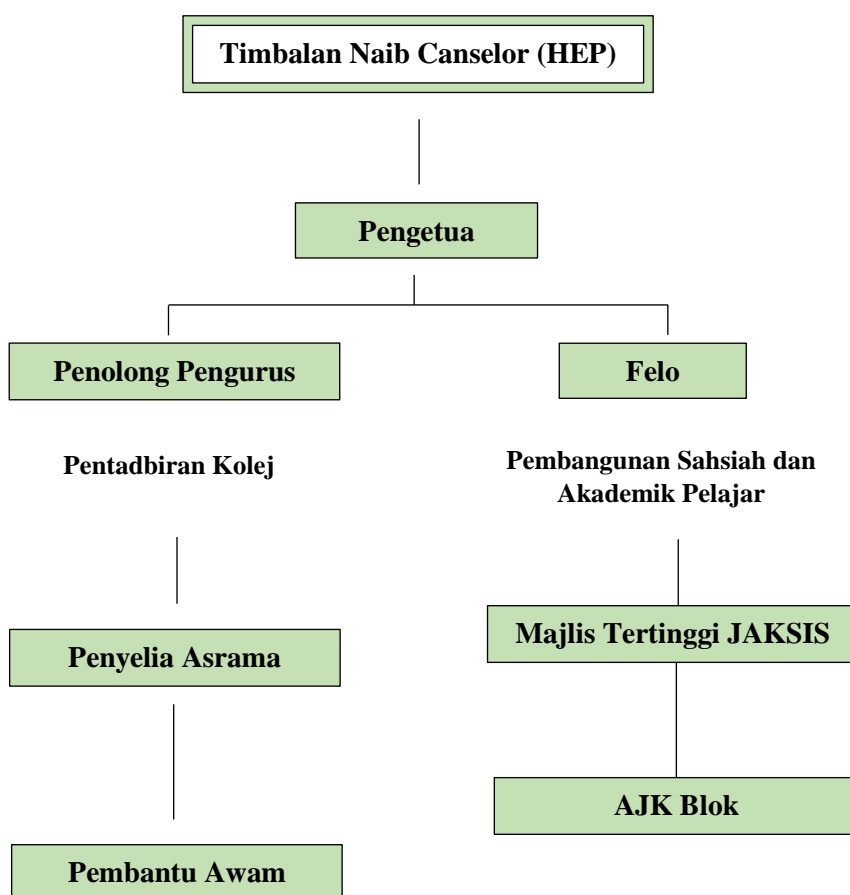 Timbalan Naib Canselor (HEP)
Pengetua
Penolong Pengurus
Felo
Pentadbiran Kolej
Pembangunan Sahsiah dan
Akademik Pelajar
Penyelia Asrama
Majlis Tertinggi JAKSIS
AJK Blok
Pembantu Awam